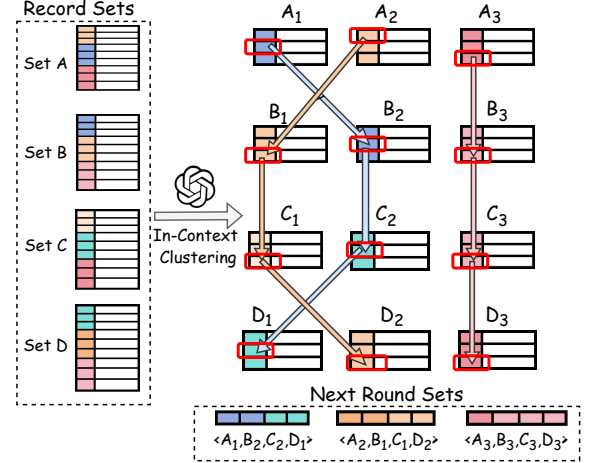 Record Sets
Set A
Set B
Set C
Set D
In-Context
Clustering
A1 A2 A3
B1 B2 B3
C1 C2 C3
D1 D2 D3
Next Round Sets
<A1,B2,C2,D1> <A2,B1,C1,D2> <A3,B3,C3,D3>